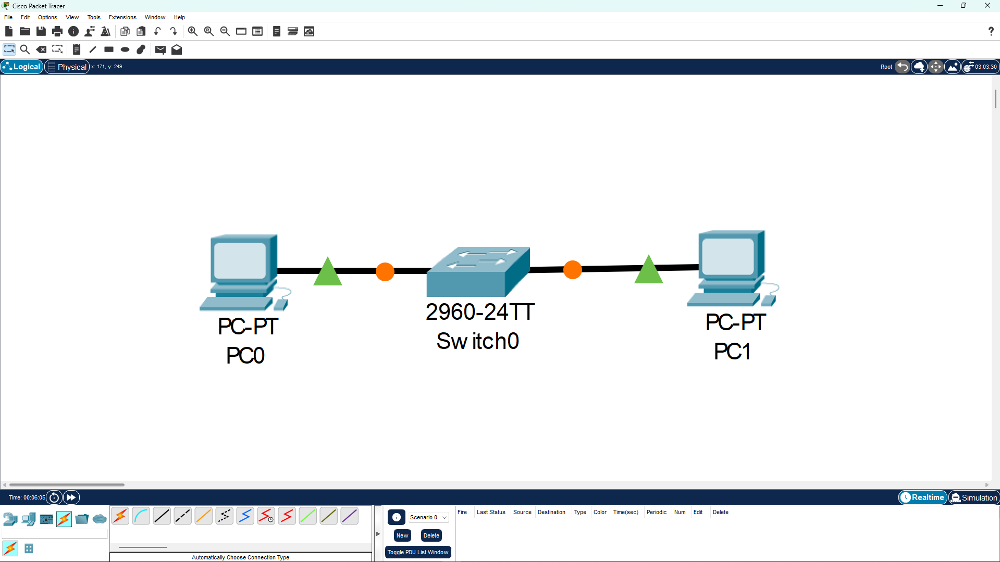 Cisco Packet Tracer
File Edit Options View Tools Extensions Window Help
Logical Physical x: 171, y: 249 Root 03:03:30
PC-PT
PC0
2960-24TT
Switch0
PC-PT
PC1
Time: 00:06:05 Realtime Simulation
Scenario 0
New Delete
Toggle PDU List Window
Fire Last Status Source Destination Type Color Time(sec) Periodic Num Edit Delete
Automatically Choose Connection Type